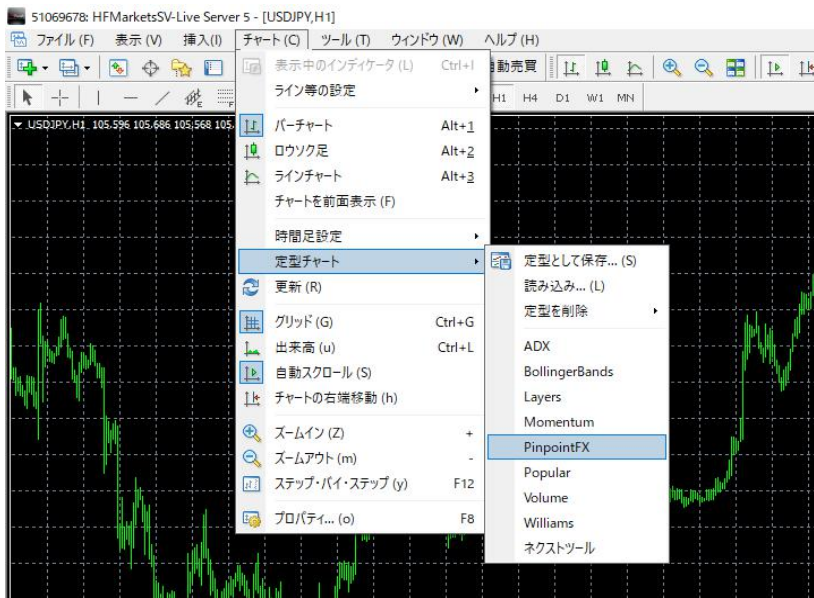 51069678: HFMarketsSV-Live Server 5 - [USDJPY,H1]
ファイル (F) 表示 (V) 挿入(I) チャート (C) ツール (T) ウィンドウ (W) ヘルプ (H)
自動売買
H1 H4 D1 W1 MN
USDJPY,H1 105.596 105.686 105.568 105.
表示中のインディケータ (L) Ctrl+I
ライン等の設定
バーチャート Alt+1
ロウソク足 Alt+2
ラインチャート Alt+3
チャートを前面表示 (F)
時間足設定
定型チャート
更新 (R)
グリッド (G) Ctrl+G
出来高 (u) Ctrl+L
自動スクロール (S)
チャートの右端移動 (h)
ズームイン (Z) +
ズームアウト (m) -
ステップ・バイ・ステップ (y) F12
プロパティ... (o) F8
定型として保存... (S)
読み込み... (L)
定型を削除
ADX
BollingerBands
Layers
Momentum
PinpointFX
Popular
Volume
Williams
ネクストツール